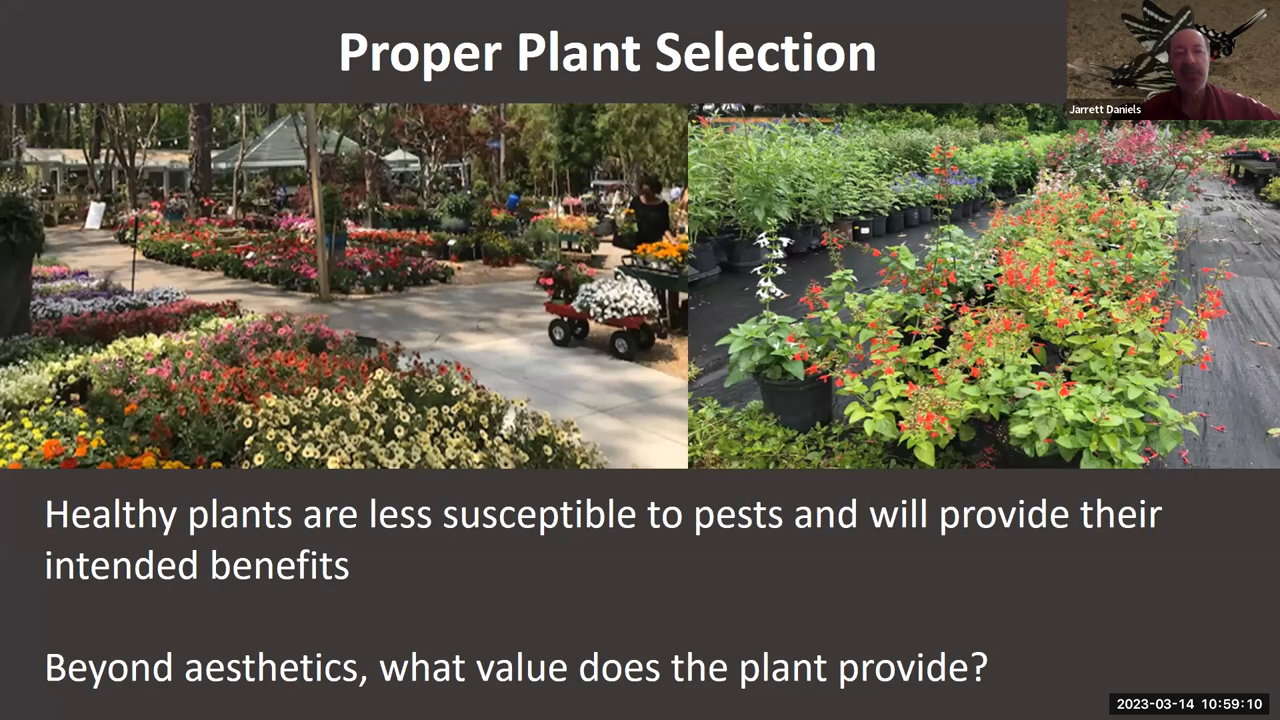 Proper Plant Selection
Jarrett Daniels
Healthy plants are less susceptible to pests and will provide their
intended benefits
Beyond aesthetics, what value does the plant provide?
2023-03-14 10:59:10